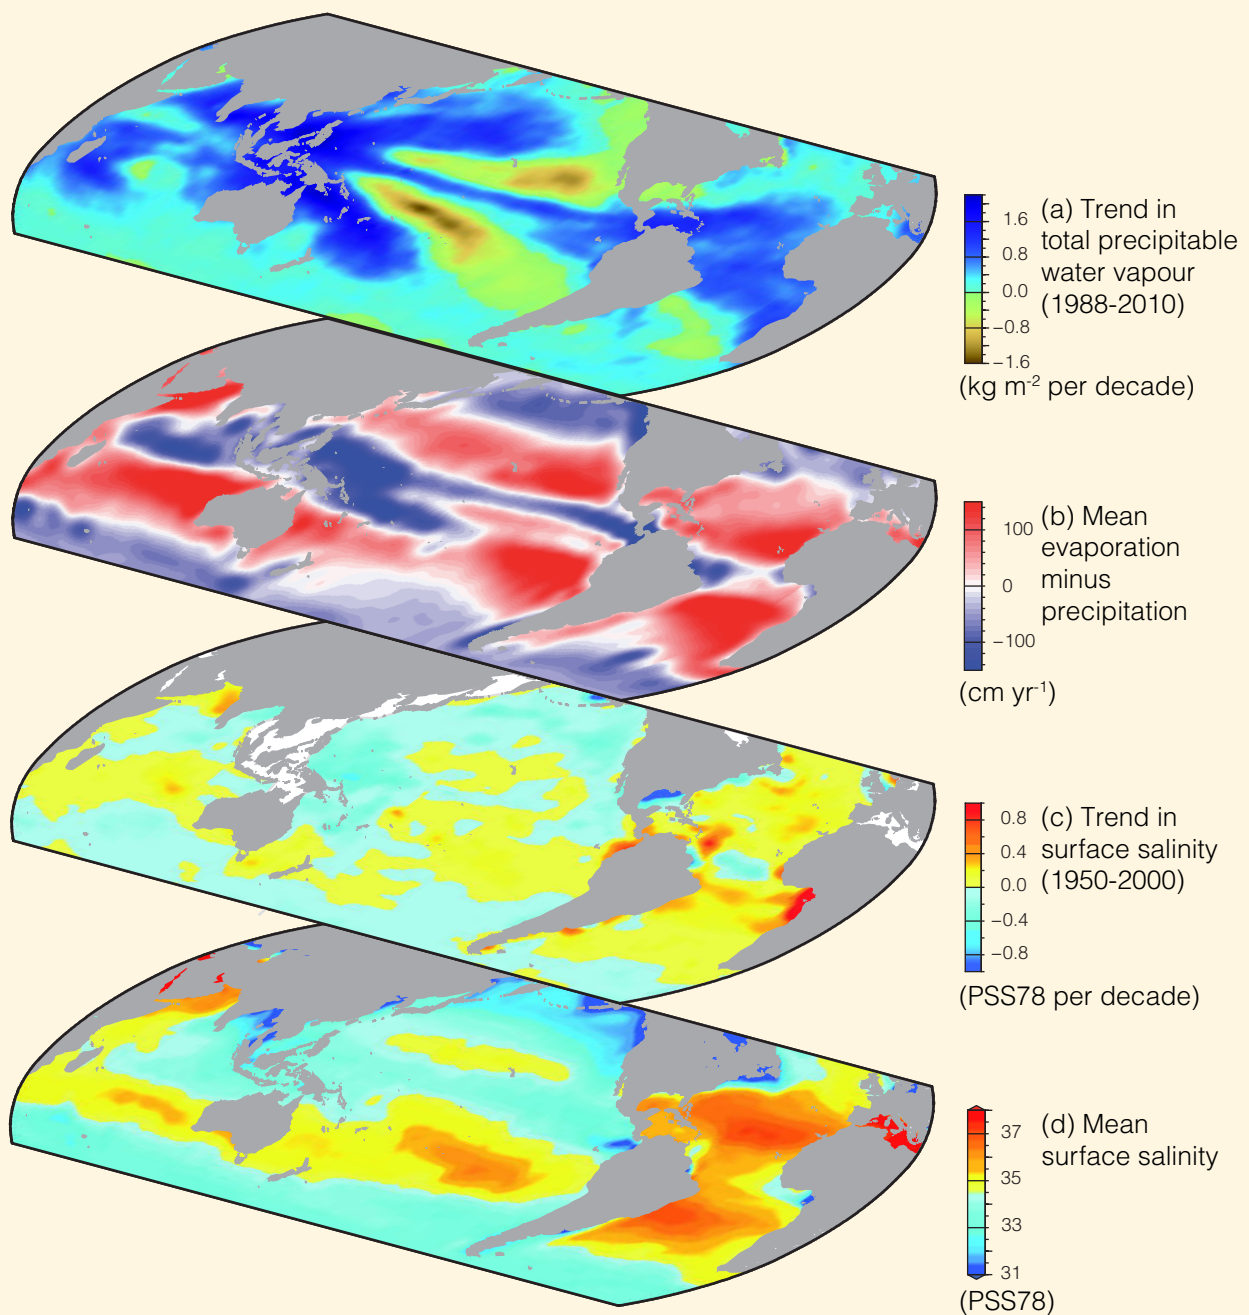 1.6
0.8
0.0
−0.8
−1.6
(a) Trend in
total precipitable
water vapour
(1988-2010)
(kg m-2 per decade)
100
0
−100
(b) Mean
evaporation
minus
precipitation
(cm yr-1)
0.8
0.4
0.0
−0.4
−0.8
(c) Trend in
surface salinity
(1950-2000)
(PSS78 per decade)
37
35
33
31
(d) Mean
surface salinity
(PSS78)